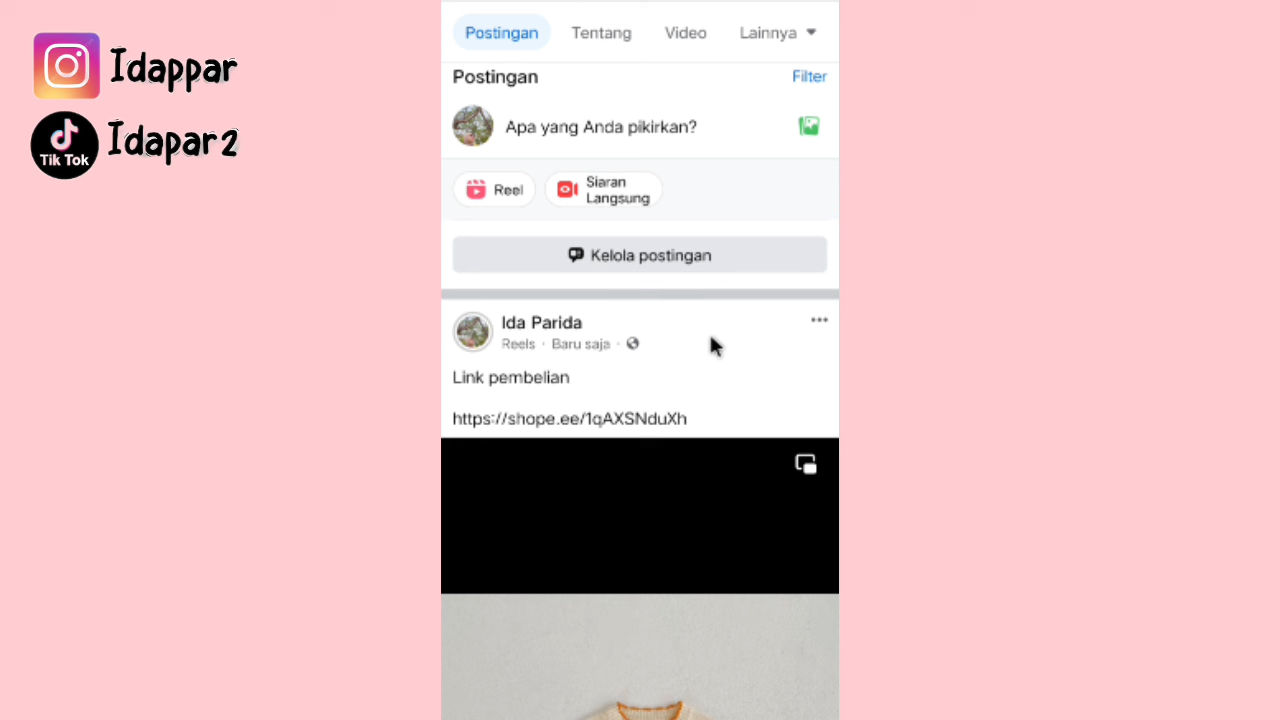 Idappar
Tik Tok
Idapar2
Postingan Tentang Video Lainnya
Postingan Filter
Apa yang Anda pikirkan?
Reel
Siaran
Langsung
Kelola postingan
Ida Parida
Reels · Baru saja ·
Link pembelian
https://shope.ee/1qAXSNduXh